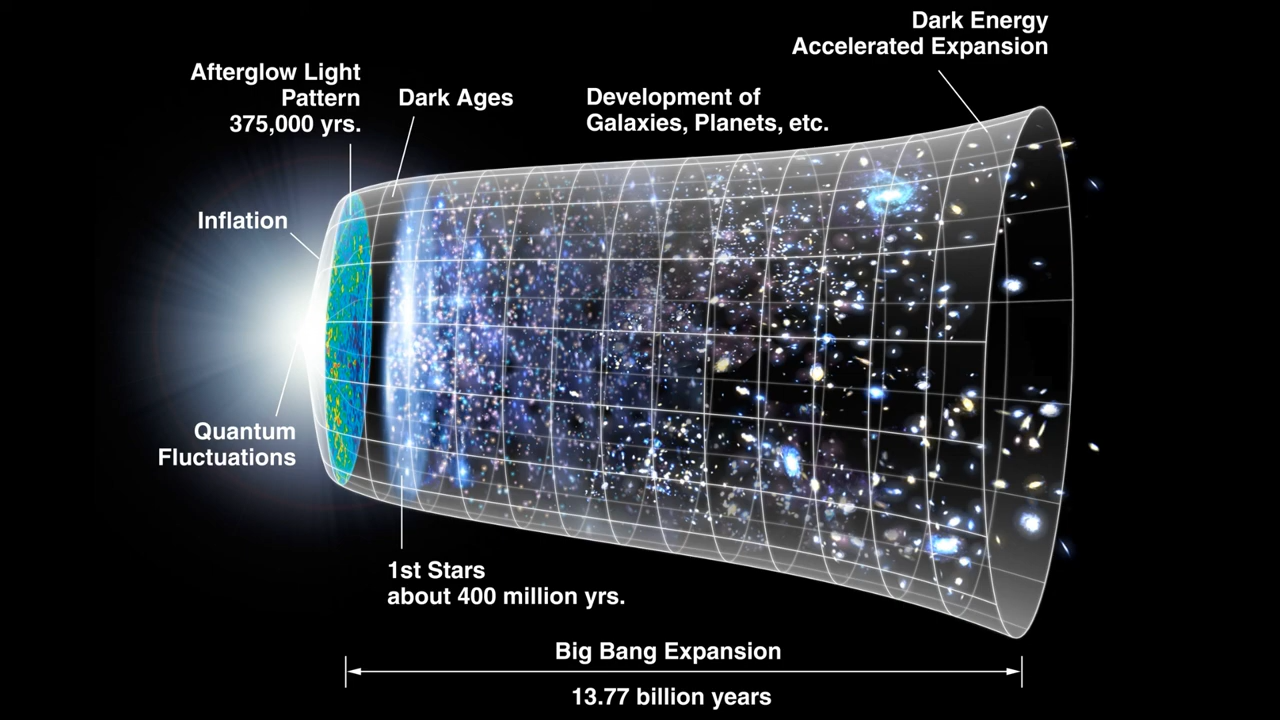 Dark Energy
Accelerated Expansion
Afterglow Light
Pattern
375,000 yrs.
Dark Ages
Development of
Galaxies, Planets, etc.
Inflation
Quantum
Fluctuations
1st Stars
about 400 million yrs.
Big Bang Expansion
13.77 billion years